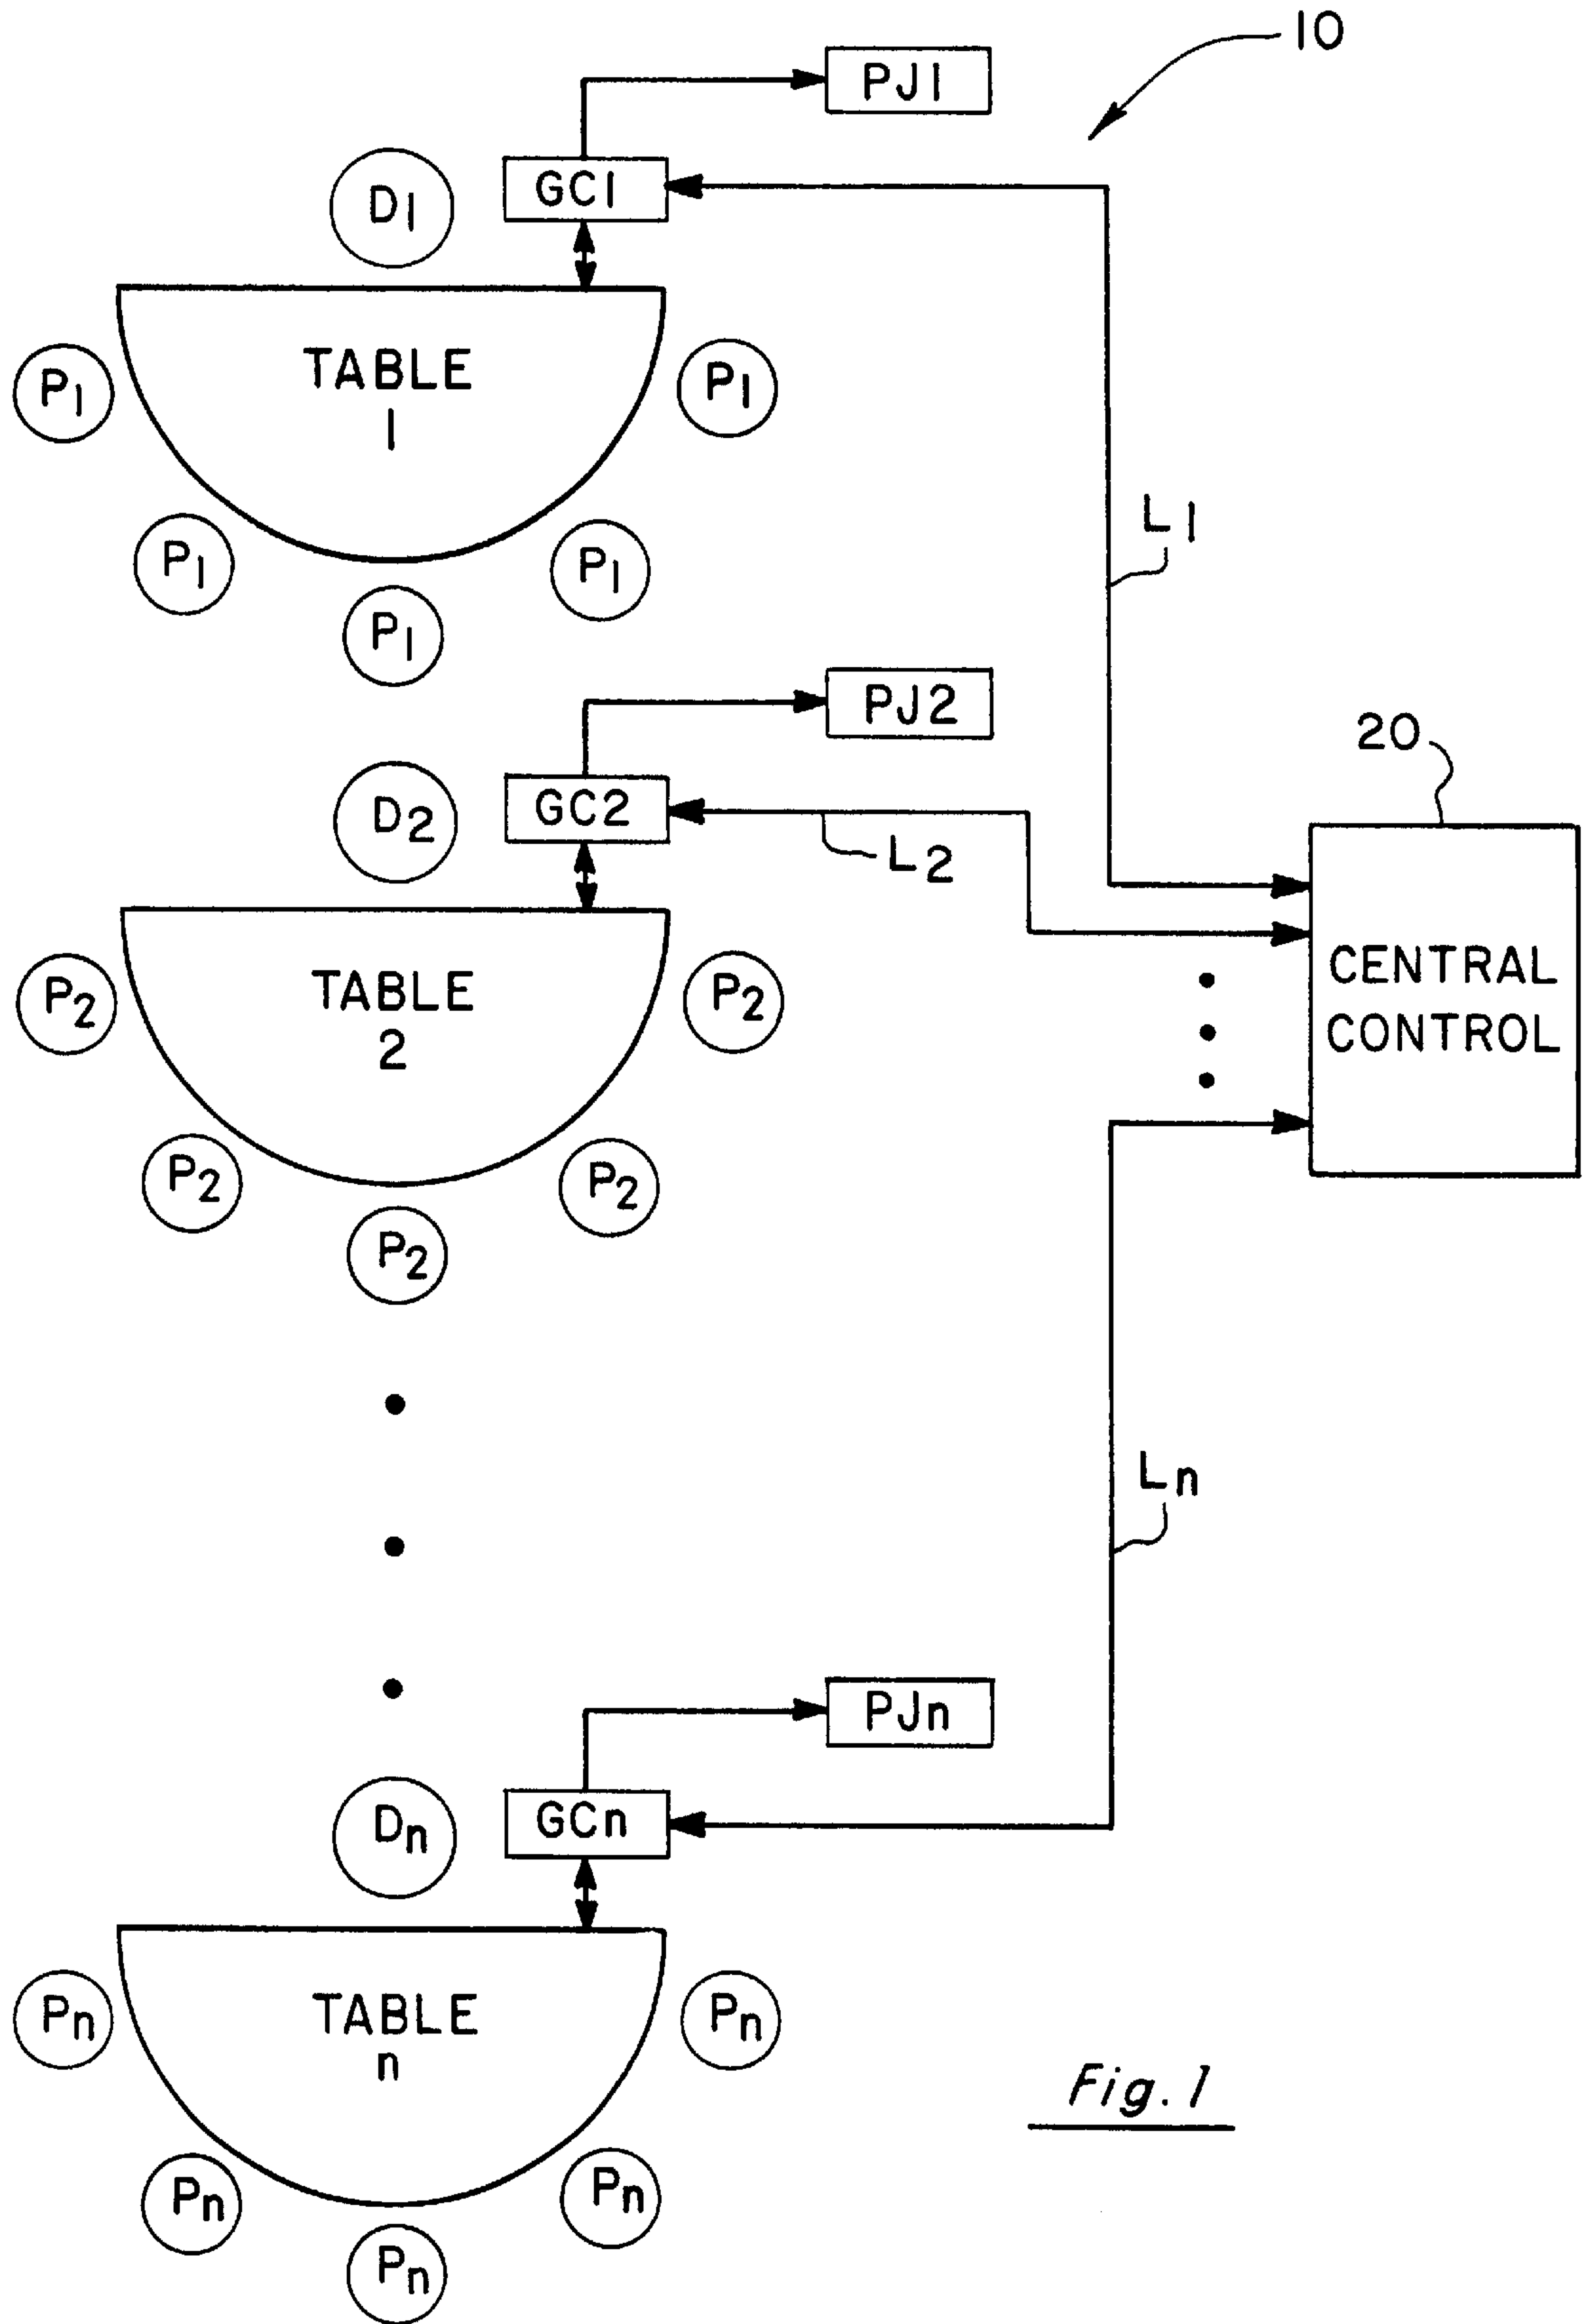 10
PJ1
GC1
D1
TABLE
1
P1
P1
P1
P1
P1
L1
PJ2
GC2
D2
L2
20
TABLE
2
P2
P2
P2
P2
P2
CENTRAL
CONTROL
Ln
PJn
GCn
Dn
TABLE
n
Pn
Pn
Pn
Pn
Pn
Fig. 1